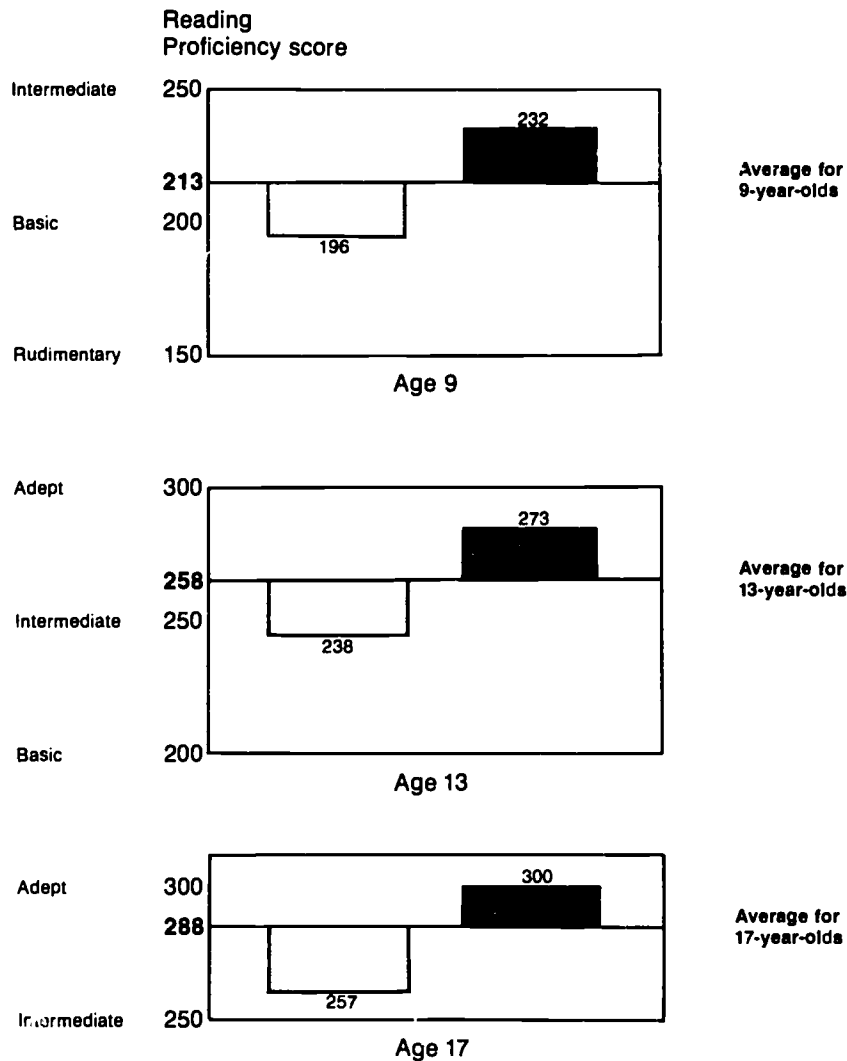 Reading
Proficiency score
Intermediate 250
232
213
Average for
9-year-olds
Basic 200
196
Rudimentary 150
Age 9
Adept 300
273
258
Average for
13-year-olds
Intermediate 250
238
Basic 200
Age 13
Adept 300
300
288
Average for
17-year-olds
257
Intermediate 250
Age 17